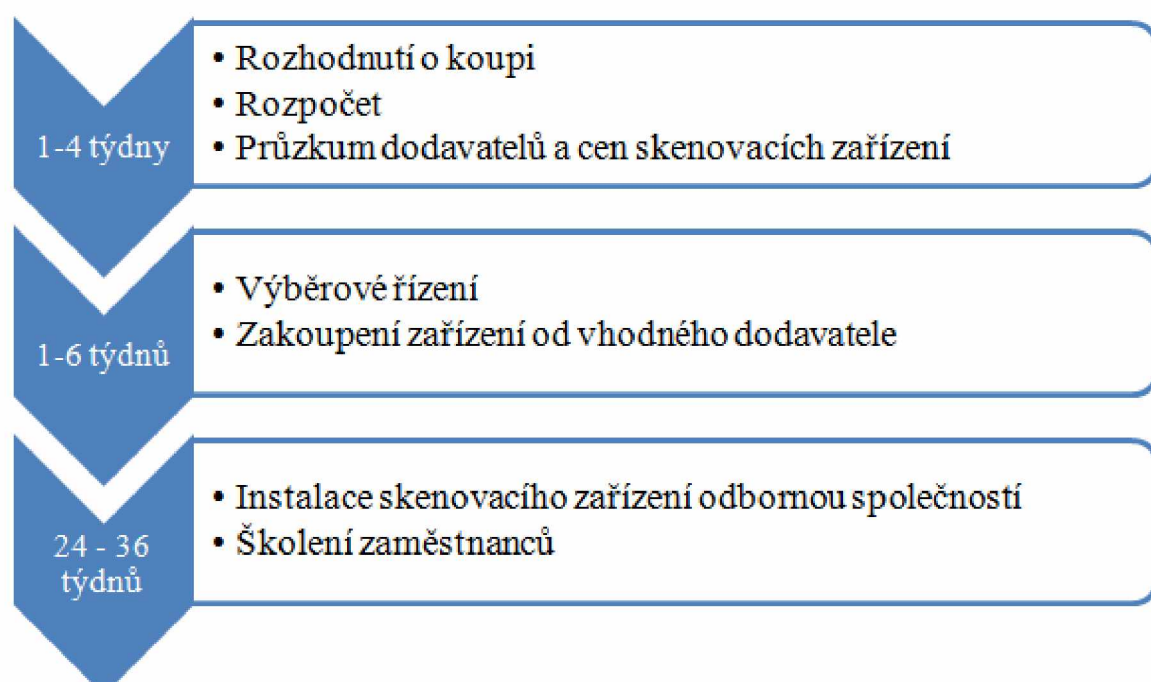 1-4 týdny
• Rozhodnutí o koupi
• Rozpočet
• Průzkum dodavatelů a cen skenovacích zařízení
1-6 týdnů
• Výběrové řízení
• Zakoupení zařízení od vhodného dodavatele
24 - 36
týdnů
• Instalace skenovacího zařízení odbornou společností
• Školení zaměstnanců